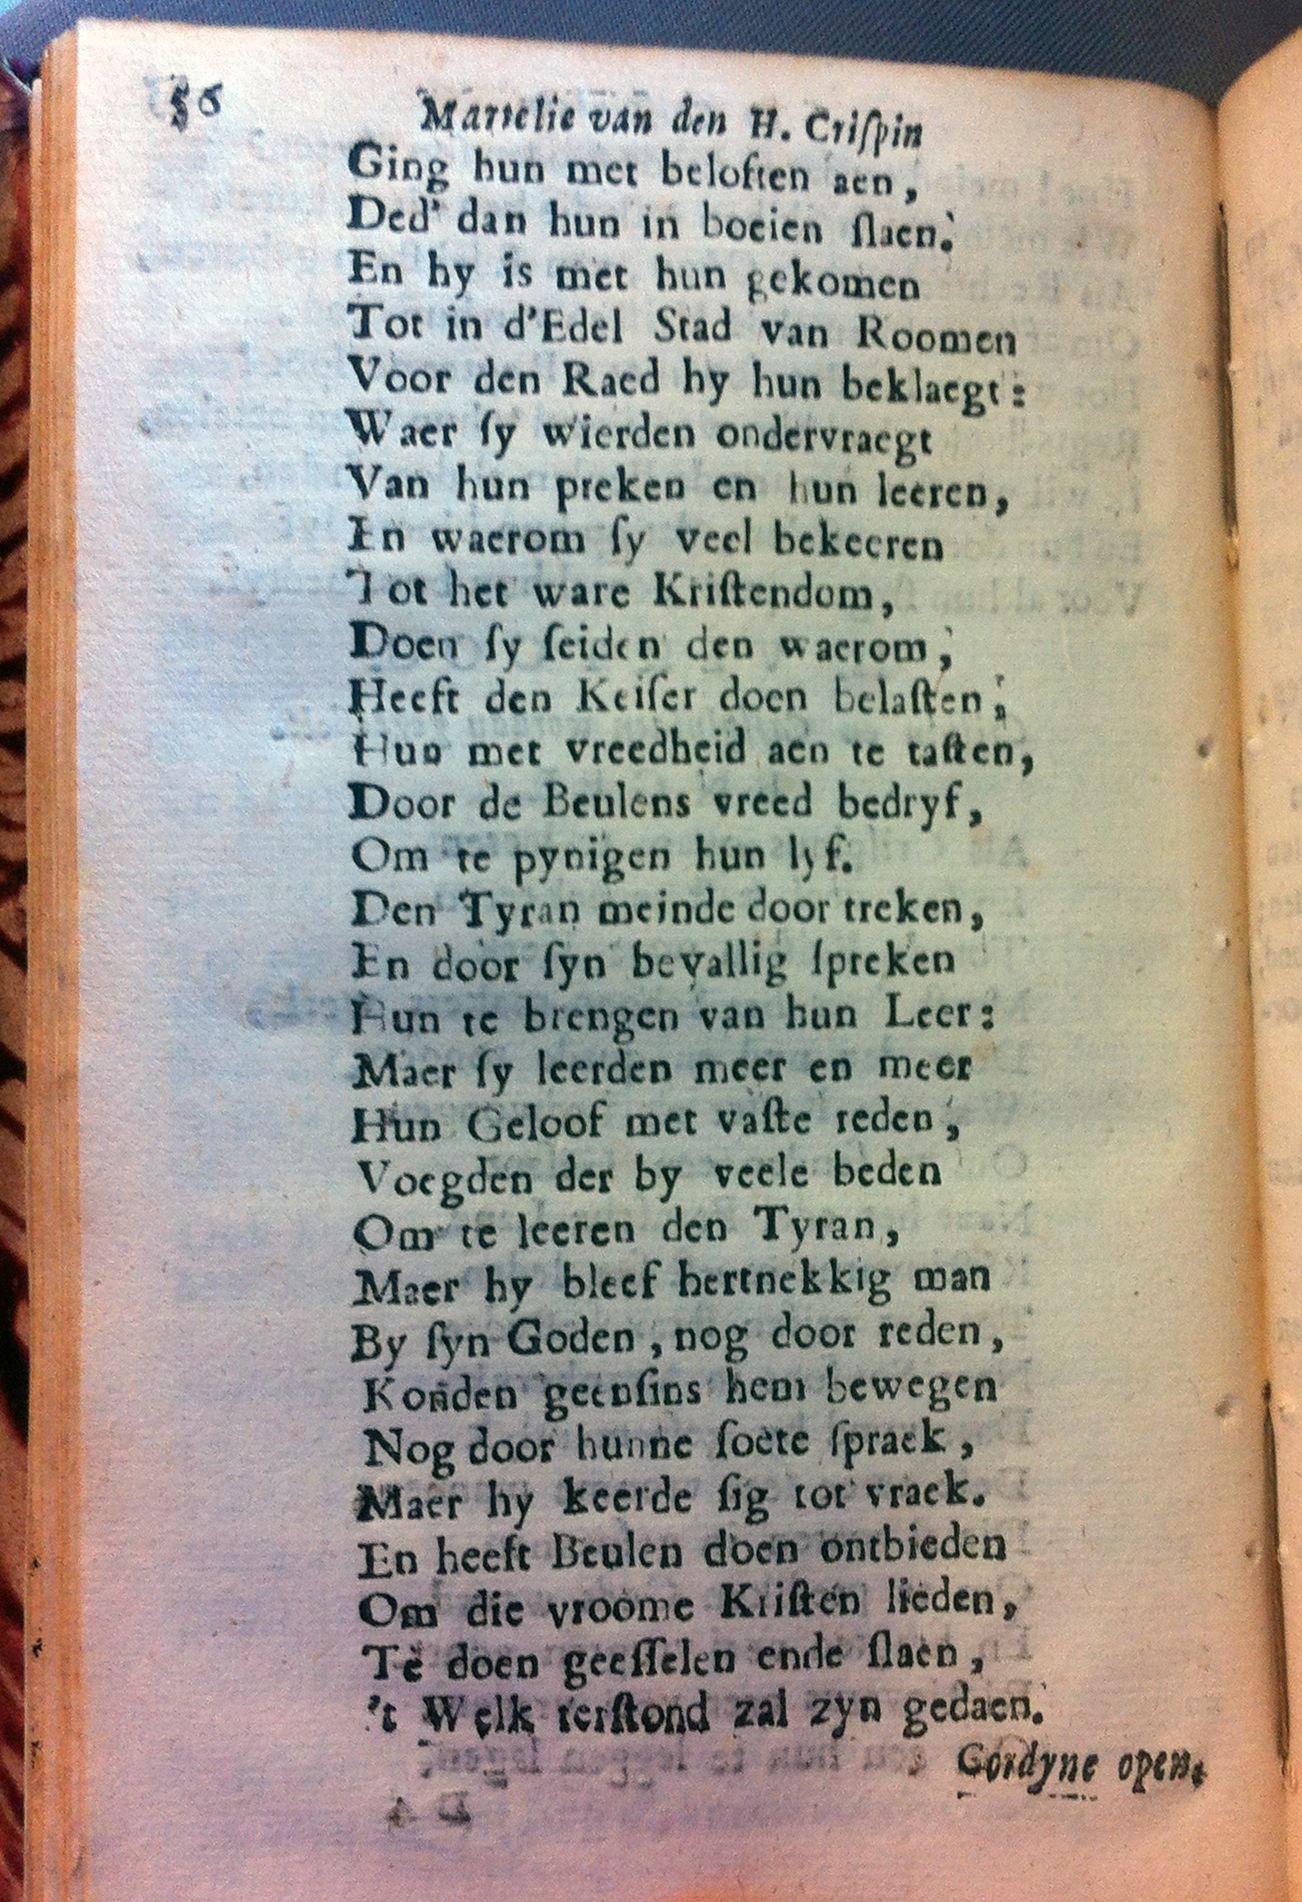 56 Martelie van den H. Criſpin
Ging hun met beloften aen,
Ded' dan hun in boeien ſlaen.
En hy is met hun gekomen
Tot in d'Edel Stad van Roomen
Voor den Raed hy hun beklaegt:
Waer ſy wierden ondervraegt
Van hun preken en hun leeren,
En waerom ſy veel bekeeren
Tot het ware Kriſtendom,
Doen ſy ſeiden den waerom,
Heeft den Keiſer doen belaſten,
Hun met vreedheid aen te taſten,
Door de Beulens vreed bedryf,
Om te pynigen hun lyf.
Den Tyran meinde door treken,
En door ſyn bevallig ſpreken
Hun te brengen van hun Leer:
Maer ſy leerden meer en meer
Hun Geloof met vaſte reden,
Voegden der by veele beden
Om te leeren den Tyran,
Maer hy bleef hertnekkig man
By ſyn Goden, nog door reden,
Konden geenſins hem bewegen
Nog door hunne ſoete ſpraek,
Maer hy keerde ſig tot vraek.
En heeft Beulen doen ontbieden
Om die vroome Kriſten lieden,
Te doen geeſſelen ende ſlaen,
't Welk terſtond zal zyn gedaen.
Gordyne open.